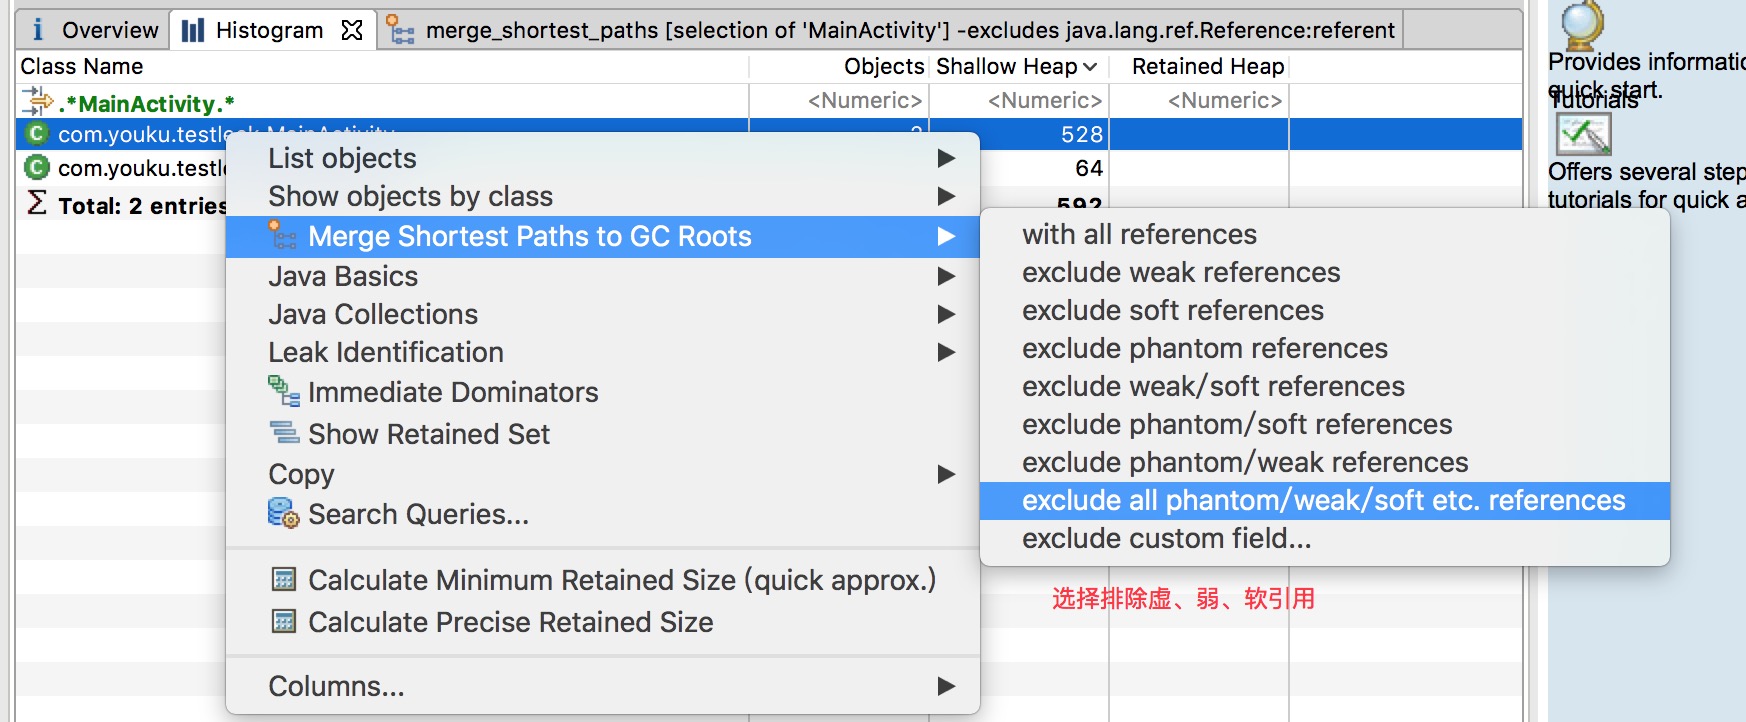 Overview
Histogram
merge_shortest_paths [selection of 'MainActivity'] -excludes java.lang.ref.Reference:referent
Class Name
Objects
Shallow Heap
Retained Heap
.*MainActivity.*
<Numeric>
<Numeric>
<Numeric>
com.youku.testleak.MainActivity
2
528
com.youku.testl
64
Total: 2 entries
592
List objects
Show objects by class
Merge Shortest Paths to GC Roots
Java Basics
Java Collections
Leak Identification
Immediate Dominators
Show Retained Set
Copy
Search Queries...
Calculate Minimum Retained Size (quick approx.)
Calculate Precise Retained Size
Columns...
with all references
exclude weak references
exclude soft references
exclude phantom references
exclude weak/soft references
exclude phantom/soft references
exclude phantom/weak references
exclude all phantom/weak/soft etc. references
exclude custom field...
选择排除虚、弱、软引用
Provides informatic
quick start.
Tutorials
Offers several step
tutorials for quick a